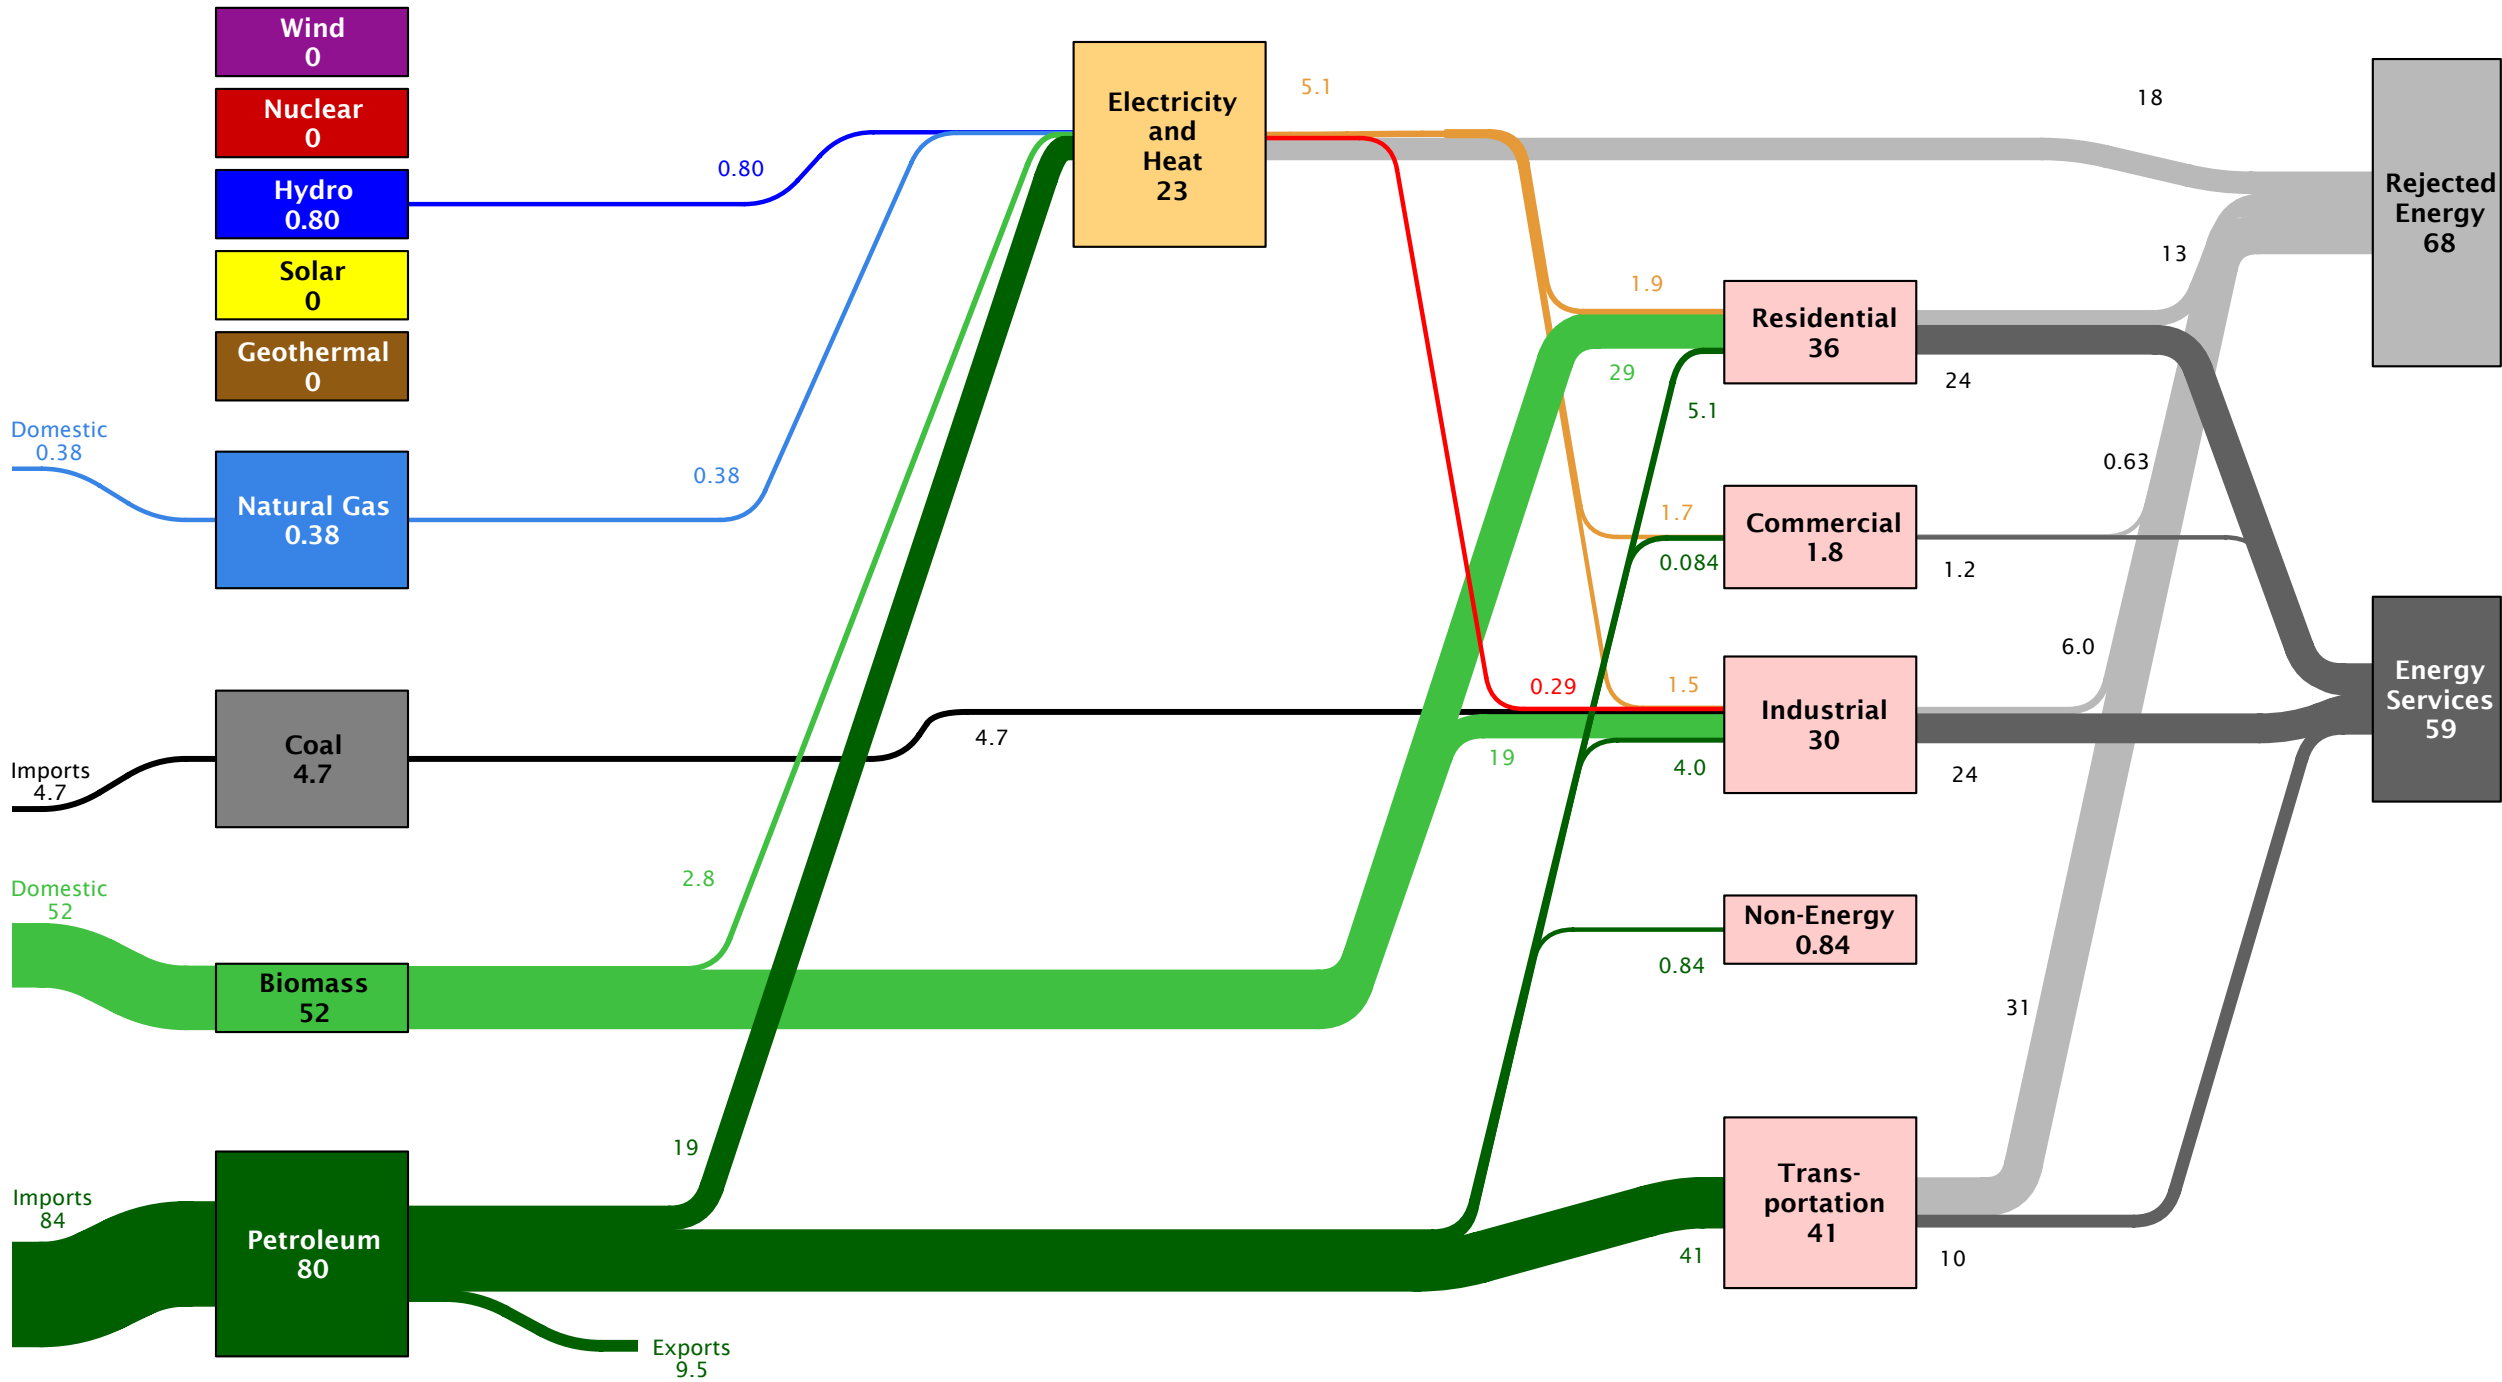 Wind
0
Nuclear
0
Hydro
0.80
Solar
0
Geothermal
0
Domestic
0.38
Natural Gas
0.38
Imports
4.7
Coal
4.7
Domestic
52
Biomass
52
Imports
84
Petroleum
80
Exports
9.5
0.80
0.38
2.8
19
4.7
Electricity
and
Heat
23
5.1
18
1.9
29
5.1
1.7
0.084
0.29
1.5
19
4.0
0.84
41
Residential
36
Commercial
1.8
Industrial
30
Non-Energy
0.84
Trans-
portation
41
13
24
0.63
1.2
6.0
24
31
10
Rejected
Energy
68
Energy
Services
59